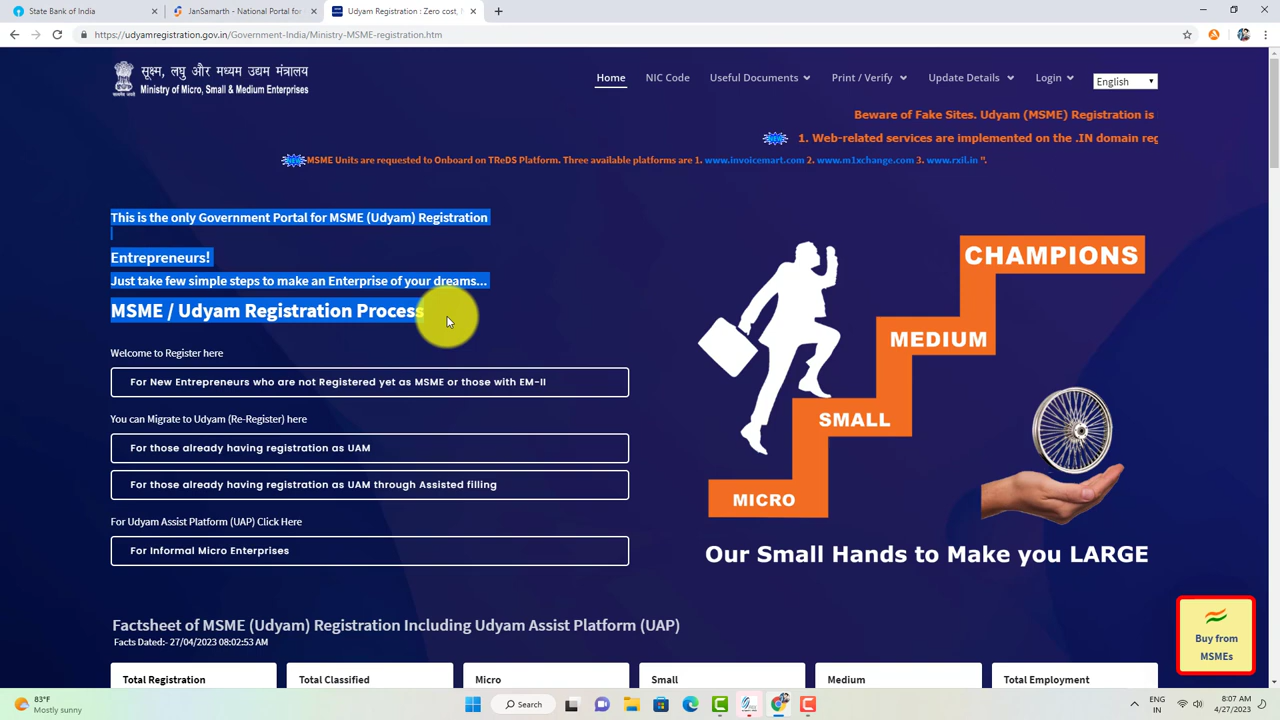 State Bank of India
JanSamarth - National Portal for
Udyam Registration | Zero cost,
https://udyamregistration.gov.in/Government-India/Ministry-MSME-registration.htm
सूक्ष्म, लघु और मध्यम उद्यम मंत्रालय
Ministry of Micro, Small & Medium Enterprises
Home NIC Code Useful Documents Print / Verify Update Details Login English
Beware of Fake Sites. Udyam (MSME) Registration is
1. Web-related services are implemented on the .IN domain reg
MSME Units are requested to Onboard on TReDS Platform. Three available platforms are 1. www.invoicemart.com 2. www.m1xchange.com 3. www.rxil.in ".
This is the only Government Portal for MSME (Udyam) Registration
Entrepreneurs!
Just take few simple steps to make an Enterprise of your dreams...
MSME / Udyam Registration Process
Welcome to Register here
For New Entrepreneurs who are not Registered yet as MSME or those with EM-II
You can Migrate to Udyam (Re-Register) here
For those already having registration as UAM
For those already having registration as UAM through Assisted filling
For Udyam Assist Platform (UAP) Click Here
For Informal Micro Enterprises
CHAMPIONS
MEDIUM
SMALL
MICRO
Our Small Hands to Make you LARGE
Buy from
MSMEs
Factsheet of MSME (Udyam) Registration Including Udyam Assist Platform (UAP)
Facts Dated:- 27/04/2023 08:02:53 AM
Total Registration Total Classified Micro Small Medium Total Employment
83°F
Mostly sunny
Search
ENG
IN
8:07 AM
4/27/2023